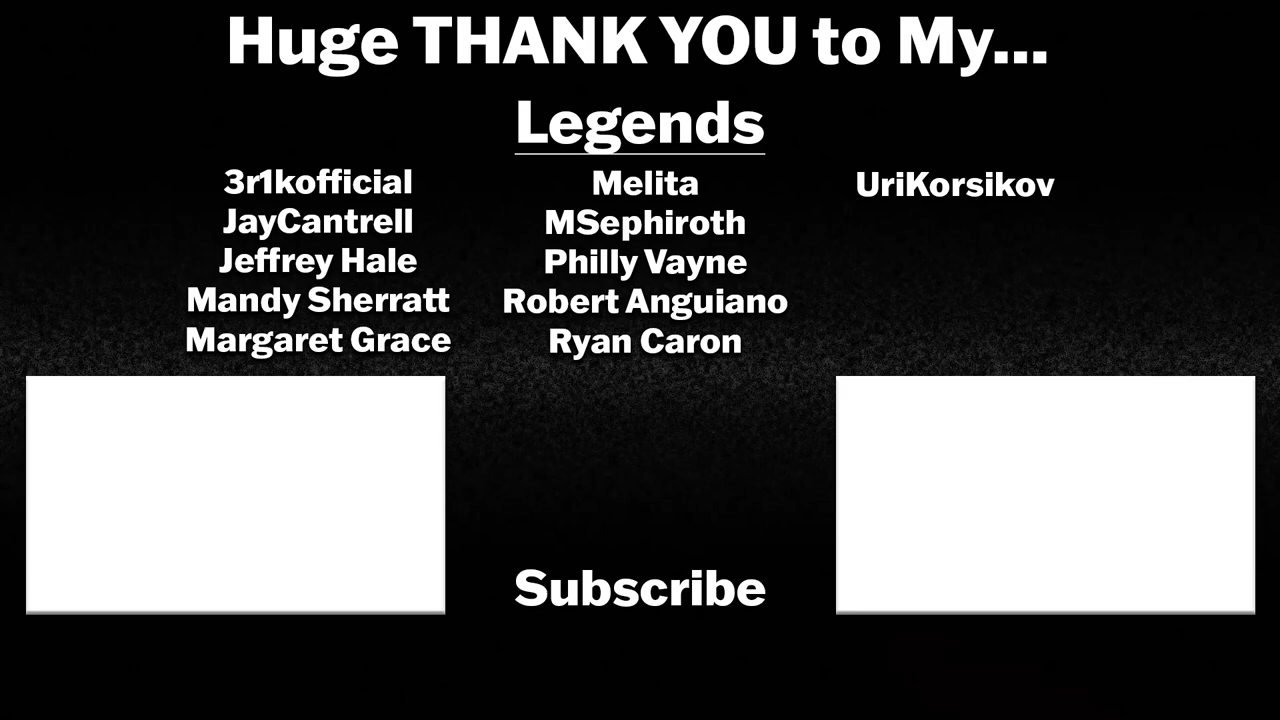 Huge THANK YOU to My...
Legends
3r1kofficial
JayCantrell
Jeffrey Hale
Mandy Sherratt
Margaret Grace
Melita
MSephiroth
Philly Vayne
Robert Anguiano
Ryan Caron
UriKorsikov
Subscribe